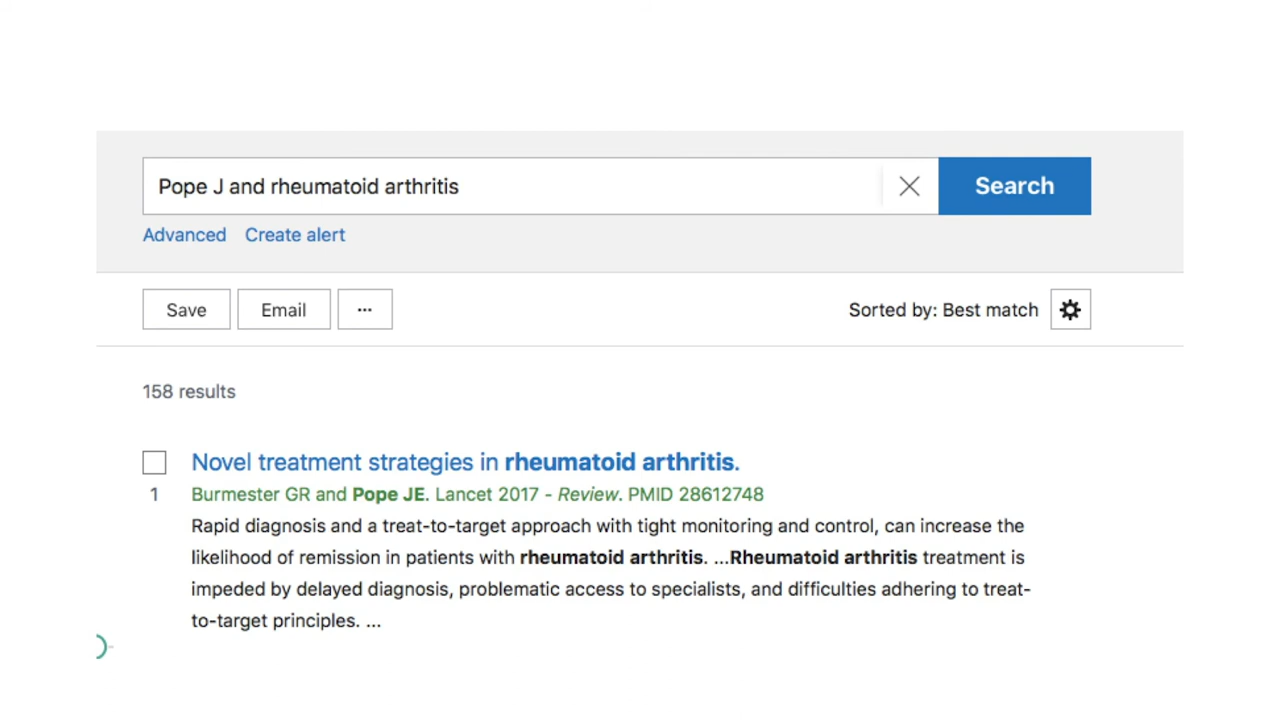 Pope J and rheumatoid arthritis
Search
Advanced Create alert
Save Email ... Sorted by: Best match
158 results
Novel treatment strategies in rheumatoid arthritis.
1 Burmester GR and Pope JE. Lancet 2017 - Review. PMID 28612748
Rapid diagnosis and a treat-to-target approach with tight monitoring and control, can increase the
likelihood of remission in patients with rheumatoid arthritis. ...Rheumatoid arthritis treatment is
impeded by delayed diagnosis, problematic access to specialists, and difficulties adhering to treat-
to-target principles. ...